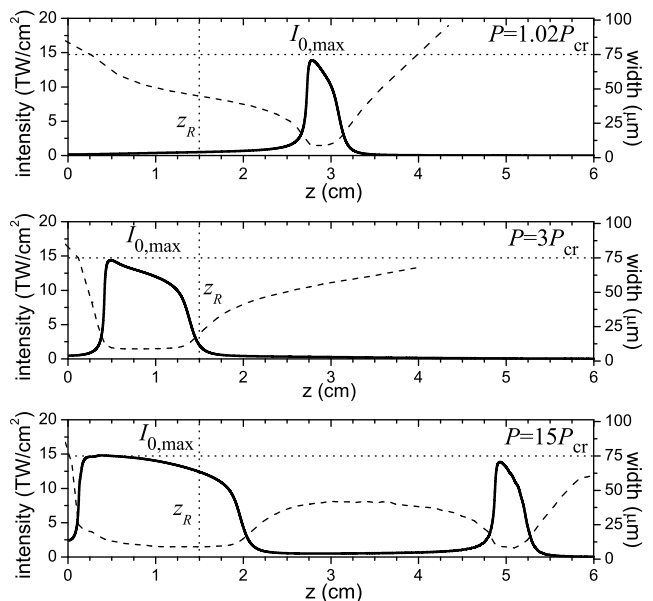 intensity (TW/cm²)
20
15
10
5
0
I0,max
P=1.02Pcr
zR
100
75
50
25
0
width (μm)
0 1 2 3 4 5 6
z (cm)
intensity (TW/cm²)
20
15
10
5
0
I0,max
P=3Pcr
zR
100
75
50
25
0
width (μm)
0 1 2 3 4 5 6
z (cm)
intensity (TW/cm²)
20
15
10
5
0
I0,max
P=15Pcr
zR
100
75
50
25
0
width (μm)
0 1 2 3 4 5 6
z (cm)